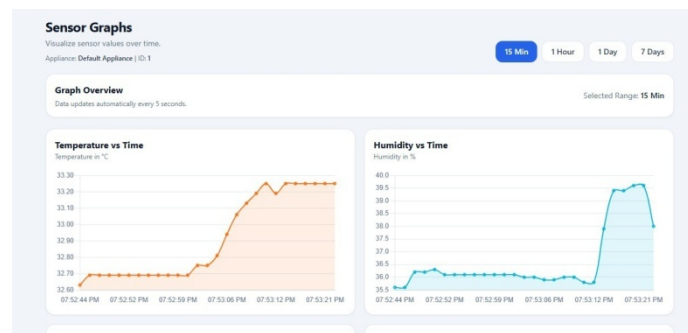 Sensor Graphs
Visualize sensor values over time.
Appliance: Default Appliance | ID: 1
15 Min
1 Hour
1 Day
7 Days
Graph Overview
Data updates automatically every 5 seconds.
Selected Range: 15 Min
Temperature vs Time
Temperature in °C
33.30
33.20
33.10
33.00
32.90
32.80
32.70
32.60
07:52:44 PM 07:52:52 PM 07:52:59 PM 07:53:06 PM 07:53:12 PM 07:53:21 PM
Humidity vs Time
Humidity in %
40.0
39.5
39.0
38.5
38.0
37.5
37.0
36.5
36.0
35.5
07:52:44 PM 07:52:52 PM 07:52:59 PM 07:53:06 PM 07:53:12 PM 07:53:21 PM